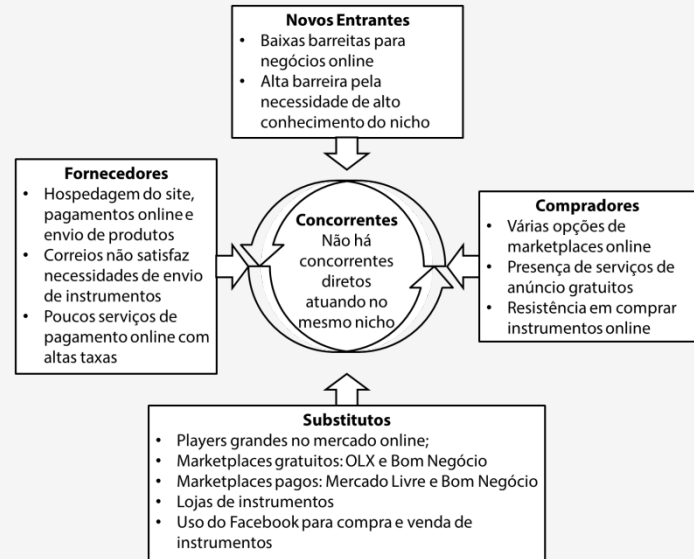 Novos Entrantes
• Baixas barreitas para
negócios online
• Alta barreira pela
necessidade de alto
conhecimento do nicho
Fornecedores
• Hospedagem do site,
pagamentos online e
envio de produtos
• Correios não satisfaz
necessidades de envio
de instrumentos
• Poucos serviços de
pagamento online com
altas taxas
Concorrentes
Não há
concorrentes
diretos
atuando no
mesmo nicho
Compradores
• Várias opções de
marketplaces online
• Presença de serviços de
anúncio gratuitos
• Resistência em comprar
instrumentos online
Substitutos
• Players grandes no mercado online;
• Marketplaces gratuitos: OLX e Bom Negócio
• Marketplaces pagos: Mercado Livre e Bom Negócio
• Lojas de instrumentos
• Uso do Facebook para compra e venda de
instrumentos